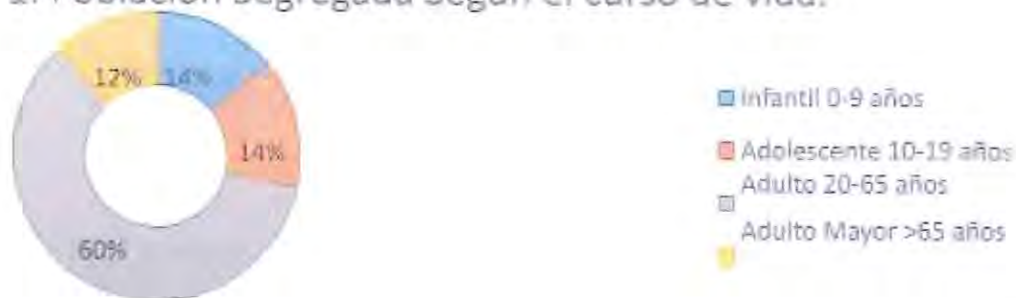 Población segregada según el curso de vida.
12% 14%
14%
60%
Infantil 0-9 años
Adolescente 10-19 años
Adulto 20-65 años
Adulto Mayor >65 años